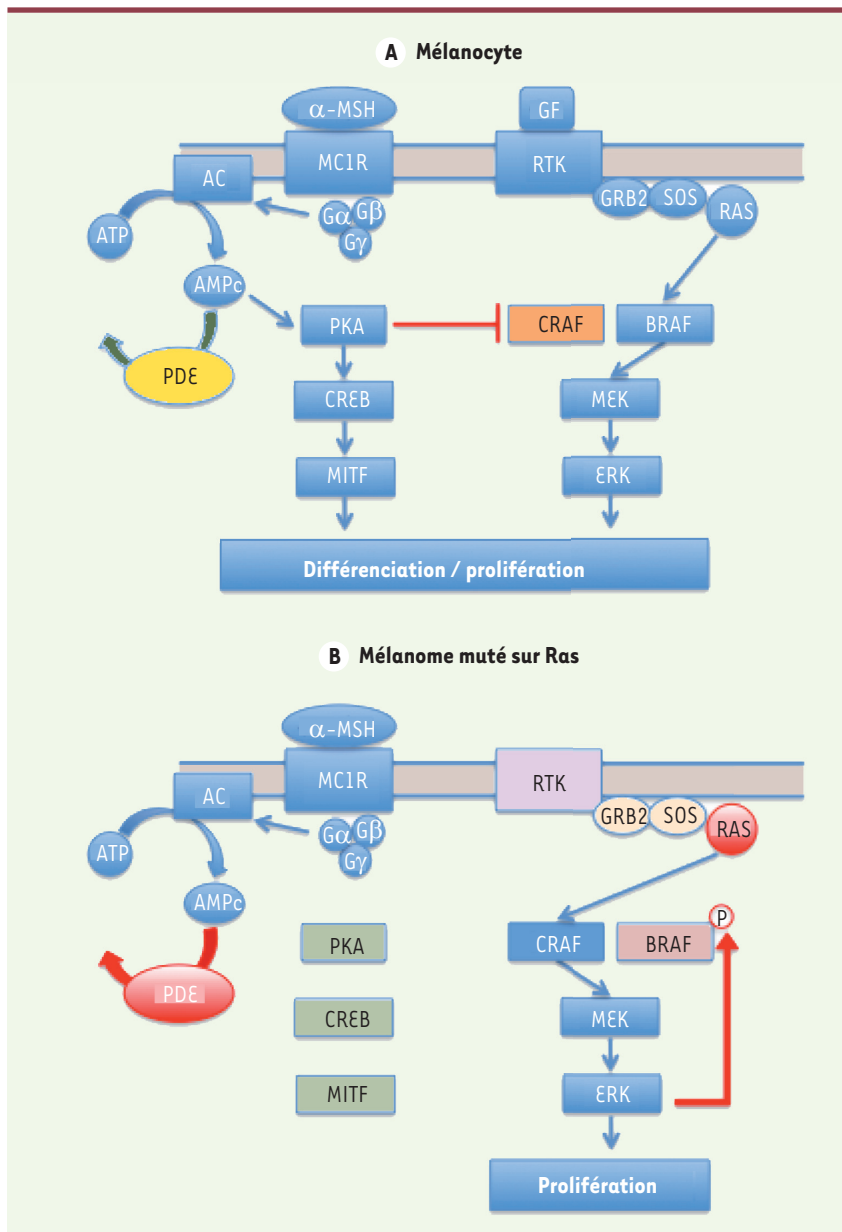 A Mélanocyte
α-MSH
GF
MC1R
RTK
AC
GRB2
SOS
RAS
Gα
Gβ
Gγ
ATP
AMPc
PKA
CRAF
BRAF
PDE
CREB
MEK
MITF
ERK
Différenciation / prolifération
B Mélanome muté sur Ras
α-MSH
MC1R
RTK
AC
GRB2
SOS
RAS
Gα
Gβ
Gγ
ATP
AMPc
P
PKA
CRAF
BRAF
PDE
CREB
MEK
MITF
ERK
Prolifération